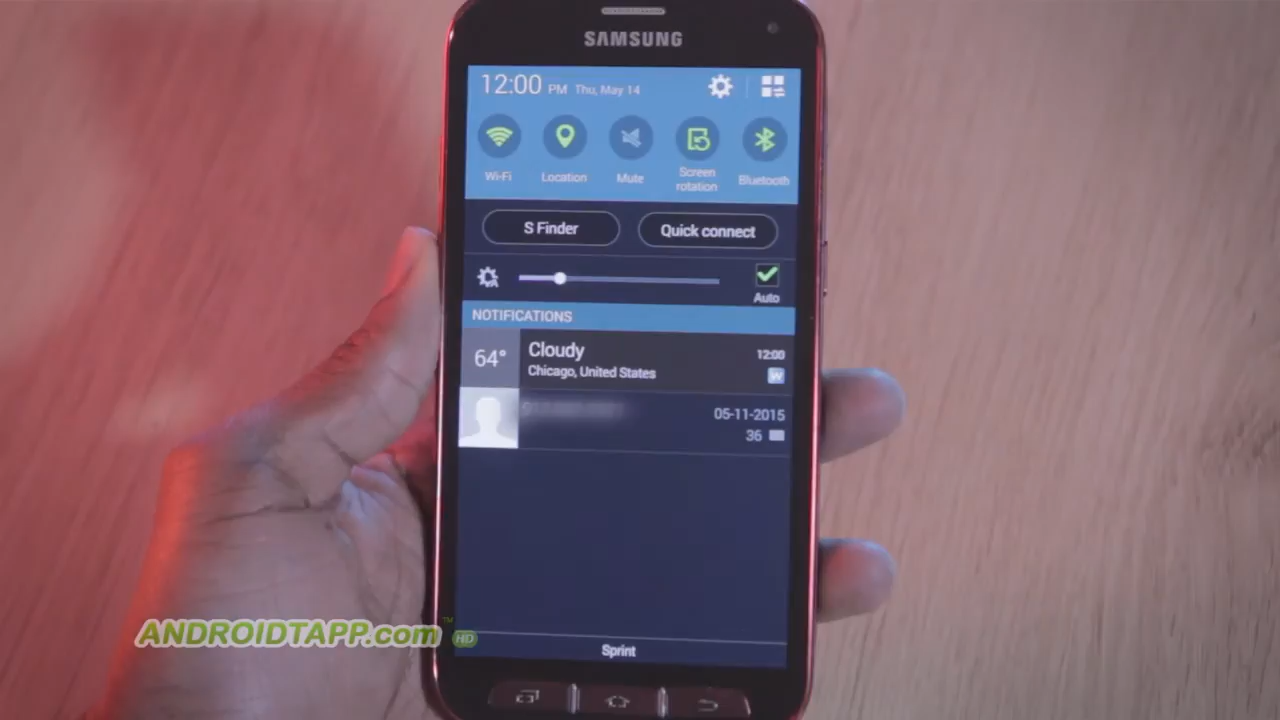 SAMSUNG
12:00 PM Thu, May 14
Wi-Fi
Location
Mute
Screen rotation
Bluetooth
S Finder
Quick connect
Auto
NOTIFICATIONS
64°
Cloudy
12:00
Chicago, United States
W
05-11-2015
36
Sprint
ANDROIDTAPP.com™ HD